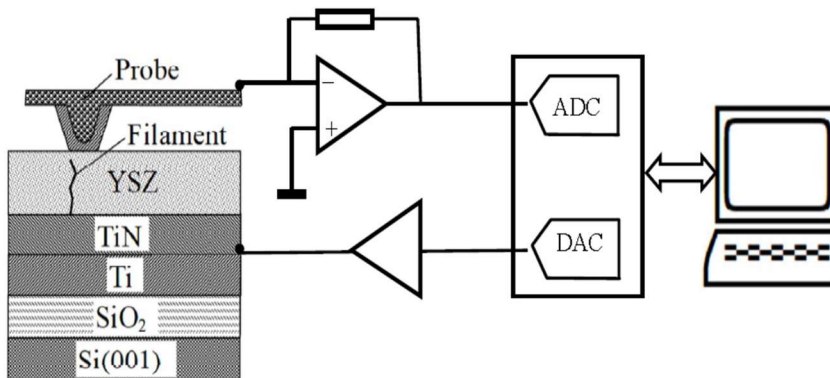 Probe
Filament
YSZ
TiN
Ti
SiO₂
Si(001)
−
+
ADC
DAC